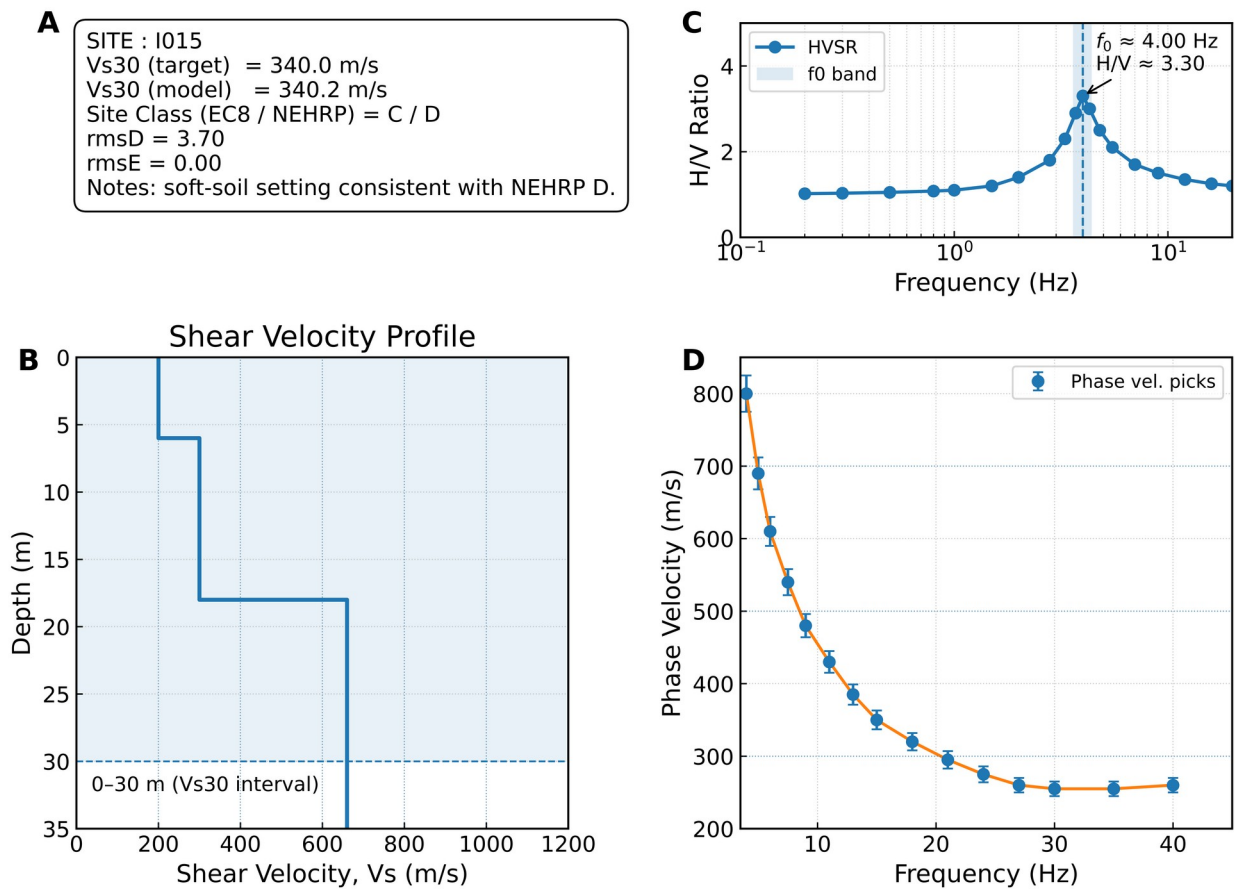 A
SITE : I015
Vs30 (target) = 340.0 m/s
Vs30 (model) = 340.2 m/s
Site Class (EC8 / NEHRP) = C / D
rmsD = 3.70
rmsE = 0.00
Notes: soft-soil setting consistent with NEHRP D.
C
HVSR
f0 band
f₀ ≈ 4.00 Hz
H/V ≈ 3.30
H/V Ratio
4
2
0
10⁻¹ 10⁰ 10¹
Frequency (Hz)
B
Shear Velocity Profile
Depth (m)
0
5
10
15
20
25
30
35
0–30 m (Vs30 interval)
0 200 400 600 800 1000 1200
Shear Velocity, Vs (m/s)
D
Phase vel. picks
Phase Velocity (m/s)
800
700
600
500
400
300
200
10 20 30 40
Frequency (Hz)